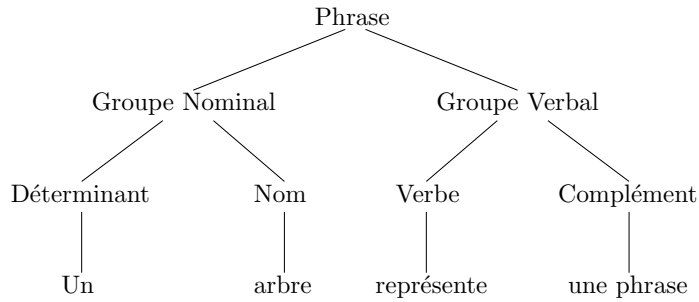 Phrase
Groupe Nominal Groupe Verbal
Déterminant Nom Verbe Complément
Un arbre représente une phrase